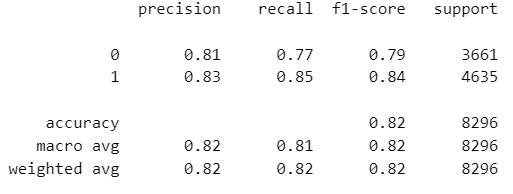 precision recall f1-score support
0 0.81 0.77 0.79 3661
1 0.83 0.85 0.84 4635
accuracy 0.82 8296
macro avg 0.82 0.81 0.82 8296
weighted avg 0.82 0.82 0.82 8296